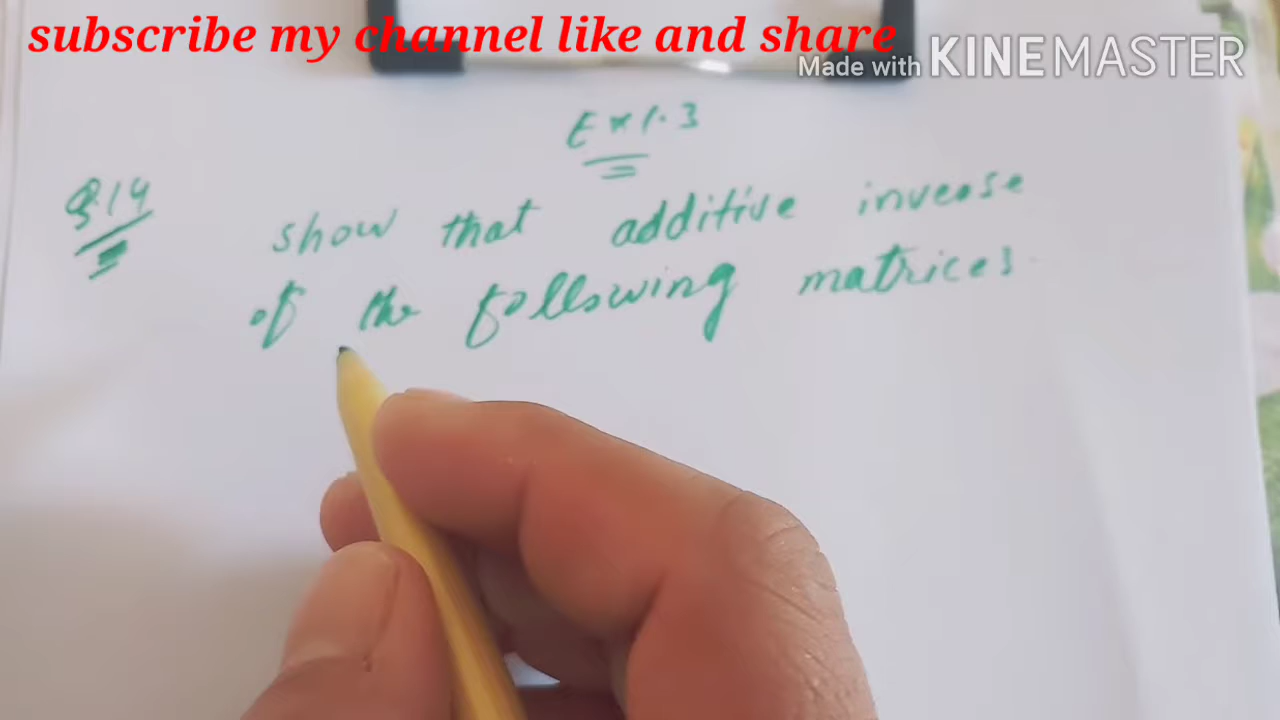 subscribe my channel like and share
Made with KINEMASTER
Ex 1.3
Q.14 show that additive inverse
of the following matrices